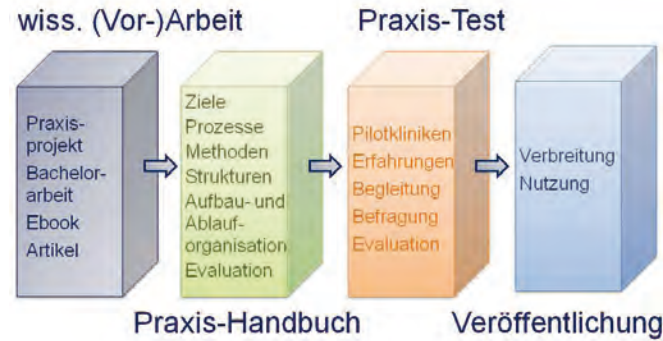 wiss. (Vor-)Arbeit
Praxis-Test
Praxis-
projekt
Bachelor-
arbeit
Ebook
Artikel
Ziele
Prozesse
Methoden
Strukturen
Aufbau- und
Ablauf-
organisation
Evaluation
Pilotkliniken
Erfahrungen
Begleitung
Befragung
Evaluation
Verbreitung
Nutzung
Praxis-Handbuch
Veröffentlichung